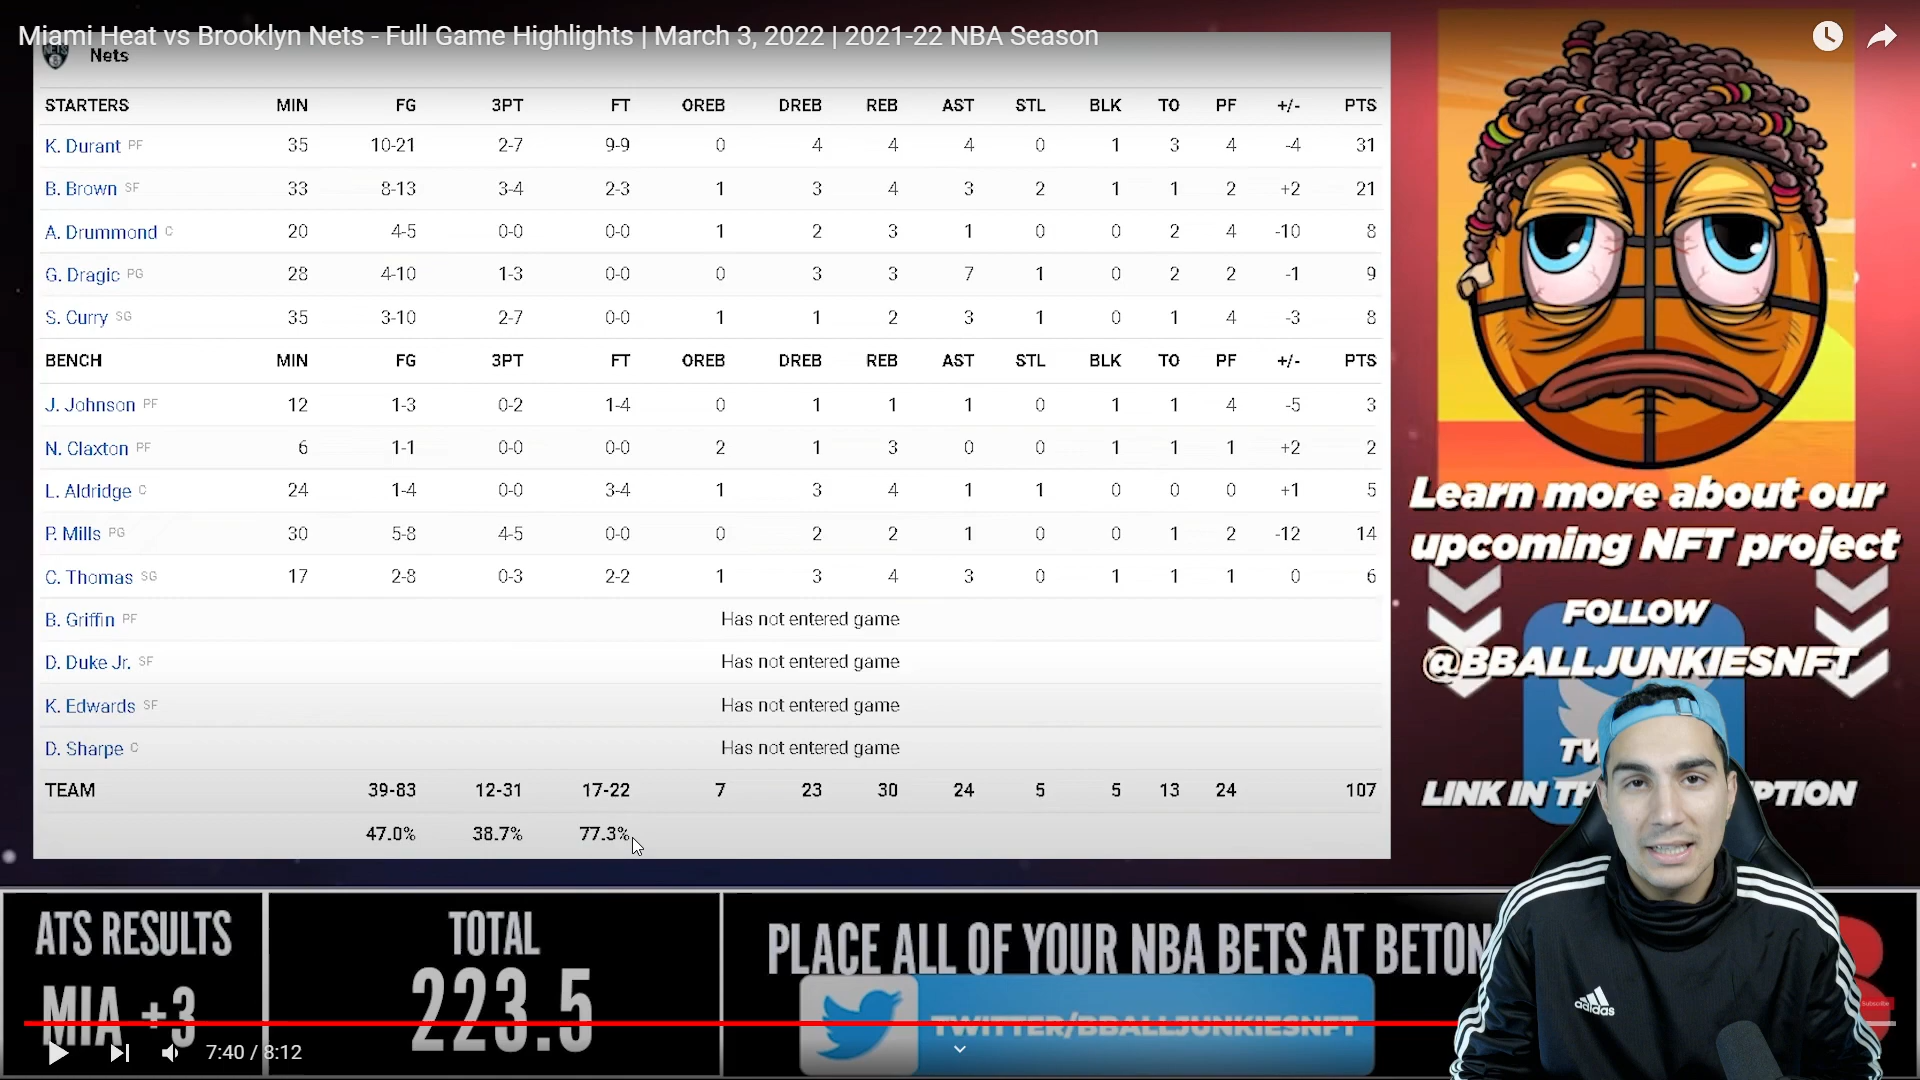 Miami Heat vs Brooklyn Nets - Full Game Highlights | March 3, 2022 | 2021-22 NBA Season
Nets
STARTERS MIN FG 3PT FT OREB DREB REB AST STL BLK TO PF +/- PTS
K. Durant PF 35 10-21 2-7 9-9 0 4 4 4 0 1 3 4 -4 31
B. Brown SF 33 8-13 3-4 2-3 1 3 4 3 2 1 1 2 +2 21
A. Drummond C 20 4-5 0-0 0-0 1 2 3 1 0 0 2 4 -10 8
G. Dragic PG 28 4-10 1-3 0-0 0 3 3 7 1 0 2 2 -1 9
S. Curry SG 35 3-10 2-7 0-0 1 1 2 3 1 0 1 4 -3 8
BENCH MIN FG 3PT FT OREB DREB REB AST STL BLK TO PF +/- PTS
J. Johnson PF 12 1-3 0-2 1-4 0 1 1 1 0 1 1 4 -5 3
N. Claxton PF 6 1-1 0-0 0-0 2 1 3 0 0 1 1 1 +2 2
L. Aldridge C 24 1-4 0-0 3-4 1 3 4 1 1 0 0 0 +1 5
P. Mills PG 30 5-8 4-5 0-0 0 2 2 1 0 0 1 2 -12 14
C. Thomas SG 17 2-8 0-3 2-2 1 3 4 3 0 1 1 1 0 6
B. Griffin PF Has not entered game
D. Duke Jr. SF Has not entered game
K. Edwards SF Has not entered game
D. Sharpe C Has not entered game
TEAM 39-83 12-31 17-22 7 23 30 24 5 5 13 24 107
47.0% 38.7% 77.3%
Learn more about our
upcoming NFT project
FOLLOW
@BBALLJUNKIESNFT
TW
LINK IN TH PTION
ATS RESULTS
MIA +3
TOTAL
223.5
PLACE ALL OF YOUR NBA BETS AT BETON
TWITTER/BBALLJUNKIESNFT
adidas
Subscribe
7:40 / 8:12